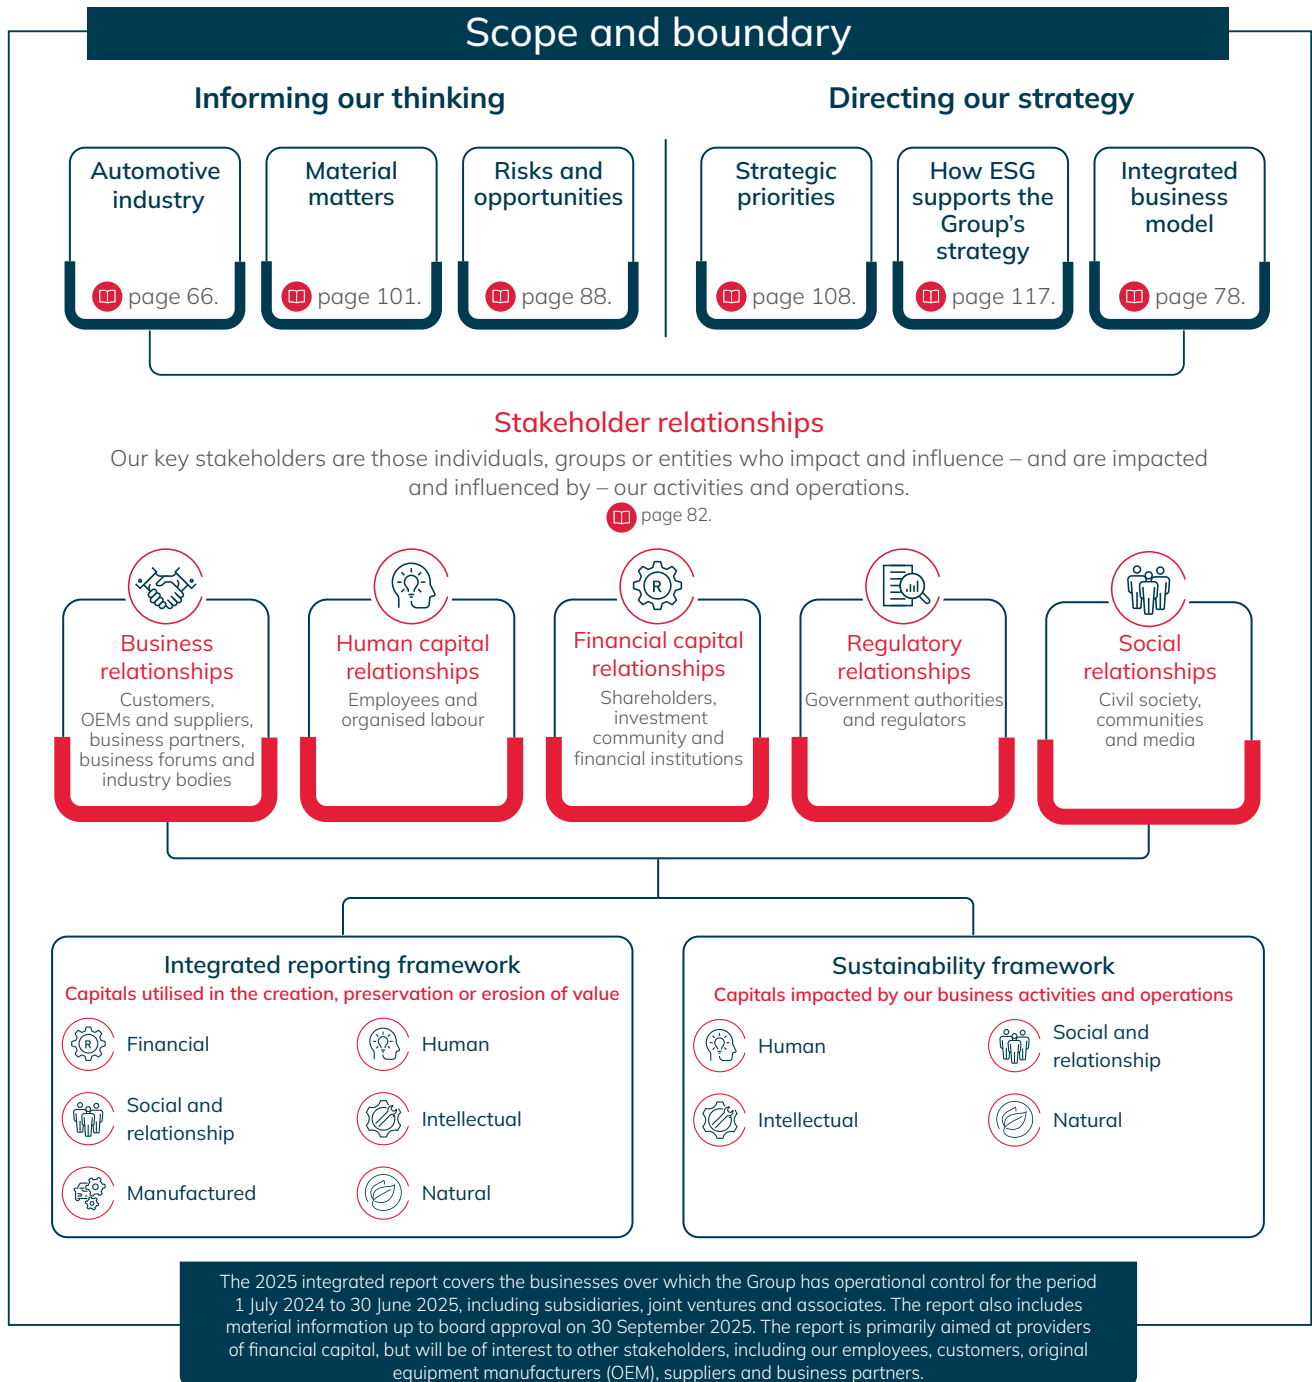 Scope and boundary
Informing our thinking
Directing our strategy
Automotive
industry
page 66.
Material
matters
page 101.
Risks and
opportunities
page 88.
Strategic
priorities
page 108.
How ESG
supports the
Group's
strategy
page 117.
Integrated
business
model
page 78.
Stakeholder relationships
Our key stakeholders are those individuals, groups or entities who impact and influence – and are impacted
and influenced by – our activities and operations.
page 82.
Business
relationships
Customers,
OEMs and suppliers,
business partners,
business forums and
industry bodies
Human capital
relationships
Employees and
organised labour
R
Financial capital
relationships
Shareholders,
investment
community and
financial institutions
Regulatory
relationships
Government authorities
and regulators
Social
relationships
Civil society,
communities
and media
Integrated reporting framework
Capitals utilised in the creation, preservation or erosion of value
R
Financial
Human
Social and
relationship
Intellectual
Manufactured
Natural
Sustainability framework
Capitals impacted by our business activities and operations
Human
Social and
relationship
Intellectual
Natural
The 2025 integrated report covers the businesses over which the Group has operational control for the period
1 July 2024 to 30 June 2025, including subsidiaries, joint ventures and associates. The report also includes
material information up to board approval on 30 September 2025. The report is primarily aimed at providers
of financial capital, but will be of interest to other stakeholders, including our employees, customers, original
equipment manufacturers (OEM), suppliers and business partners.